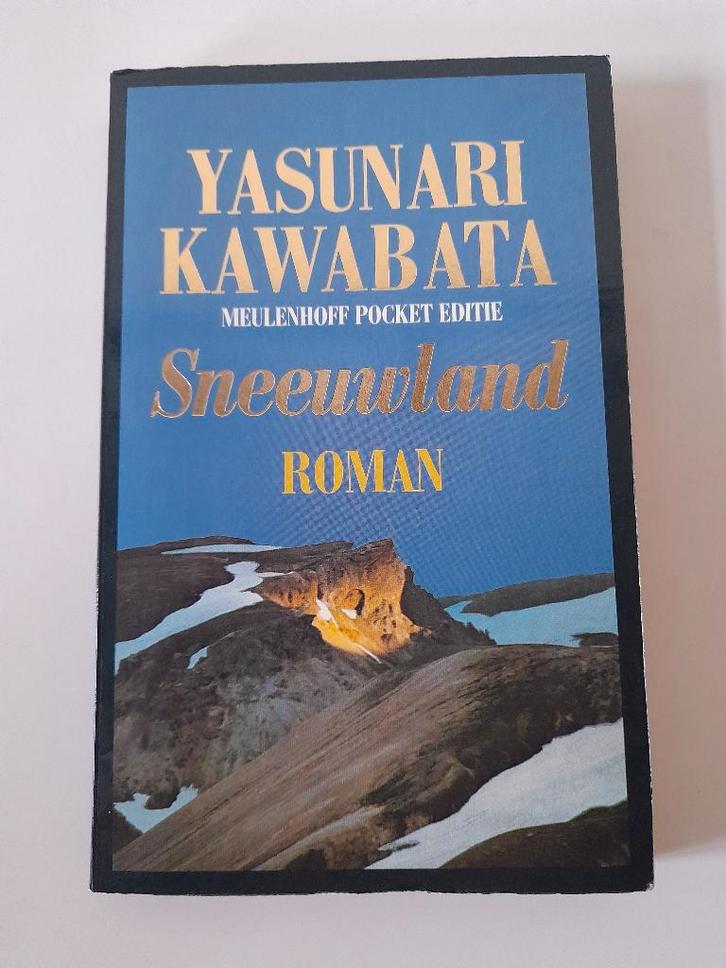 YASUNARI
KAWABATA
MEULENHOFF POCKET EDITIE
Sneeuwland
ROMAN